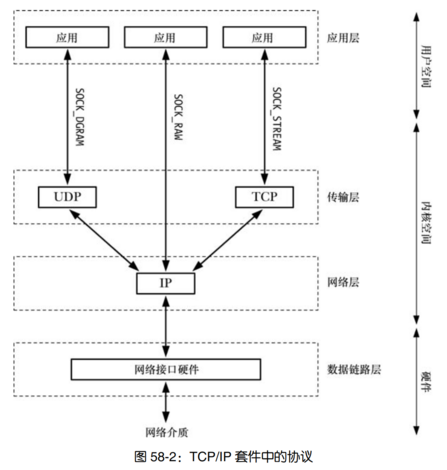 应用 应用 应用 应用层
用户空间
SOCK_DGRAM
SOCK_RAW
SOCK_STREAM
UDP TCP 传输层
内核空间
IP 网络层
网络接口硬件 数据链路层
硬件
网络介质
图 58-2：TCP/IP 套件中的协议